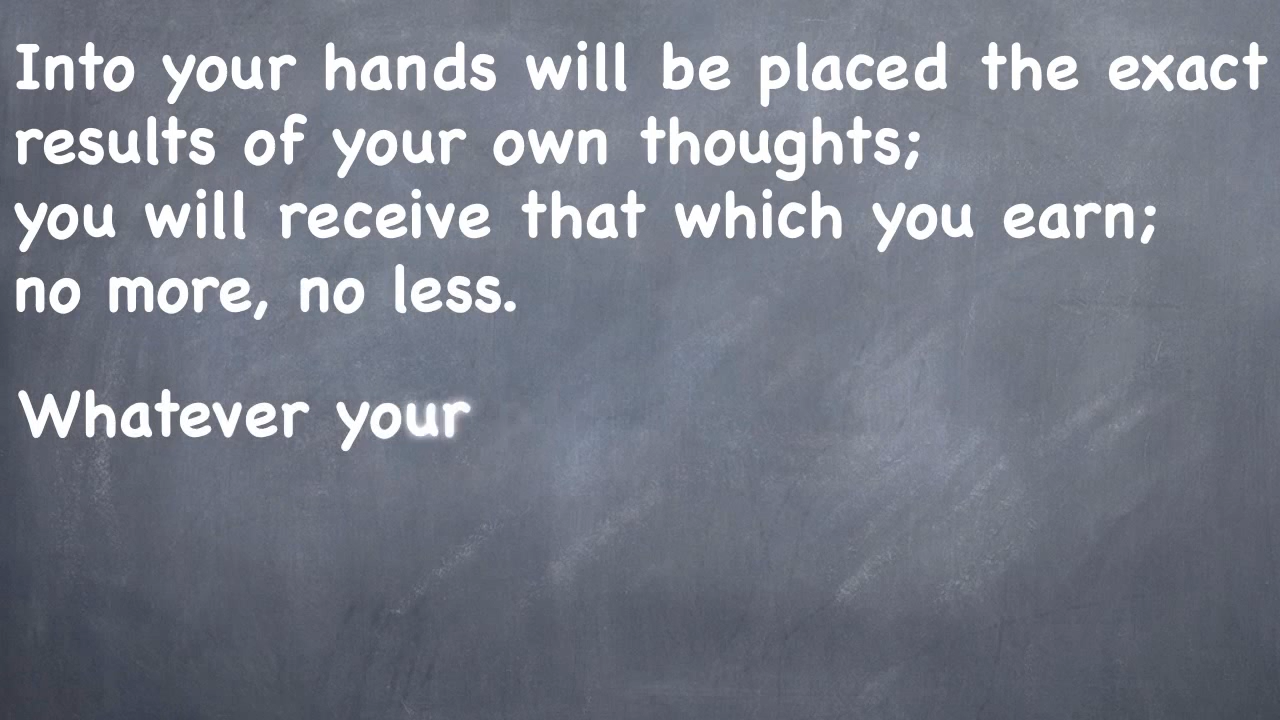 Into your hands will be placed the exact
results of your own thoughts;
you will receive that which you earn;
no more, no less.
Whatever your